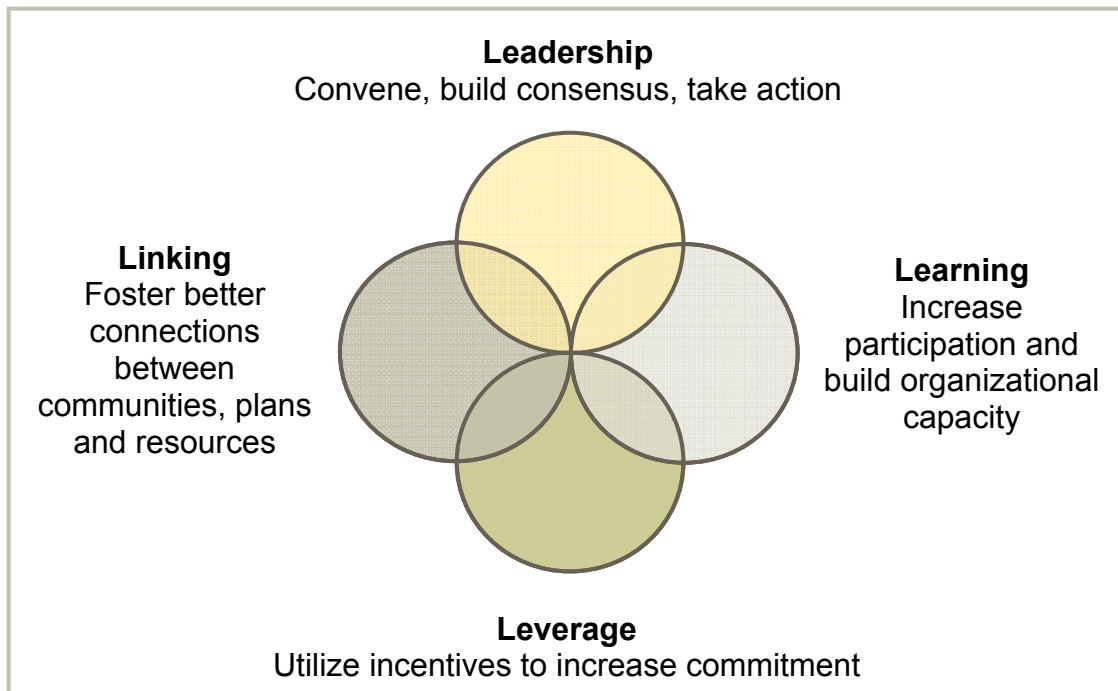 Leadership
Convene, build consensus, take action
Linking
Foster better
connections
between
communities, plans
and resources
Learning
Increase
participation and
build organizational
capacity
Leverage
Utilize incentives to increase commitment